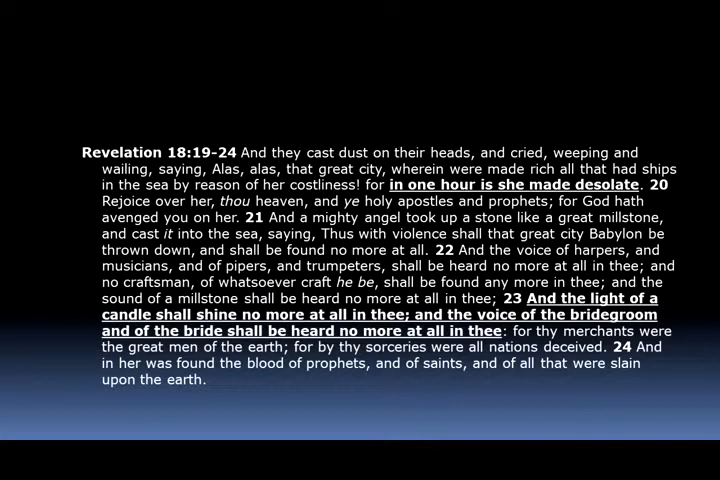 Revelation 18:19-24 And they cast dust on their heads, and cried, weeping and
wailing, saying, Alas, alas, that great city, wherein were made rich all that had ships
in the sea by reason of her costliness! for in one hour is she made desolate. 20
Rejoice over her, thou heaven, and ye holy apostles and prophets; for God hath
avenged you on her. 21 And a mighty angel took up a stone like a great millstone,
and cast it into the sea, saying, Thus with violence shall that great city Babylon be
thrown down, and shall be found no more at all. 22 And the voice of harpers, and
musicians, and of pipers, and trumpeters, shall be heard no more at all in thee; and
no craftsman, of whatsoever craft he be, shall be found any more in thee; and the
sound of a millstone shall be heard no more at all in thee; 23 And the light of a
candle shall shine no more at all in thee; and the voice of the bridegroom
and of the bride shall be heard no more at all in thee: for thy merchants were
the great men of the earth; for by thy sorceries were all nations deceived. 24 And
in her was found the blood of prophets, and of saints, and of all that were slain
upon the earth.